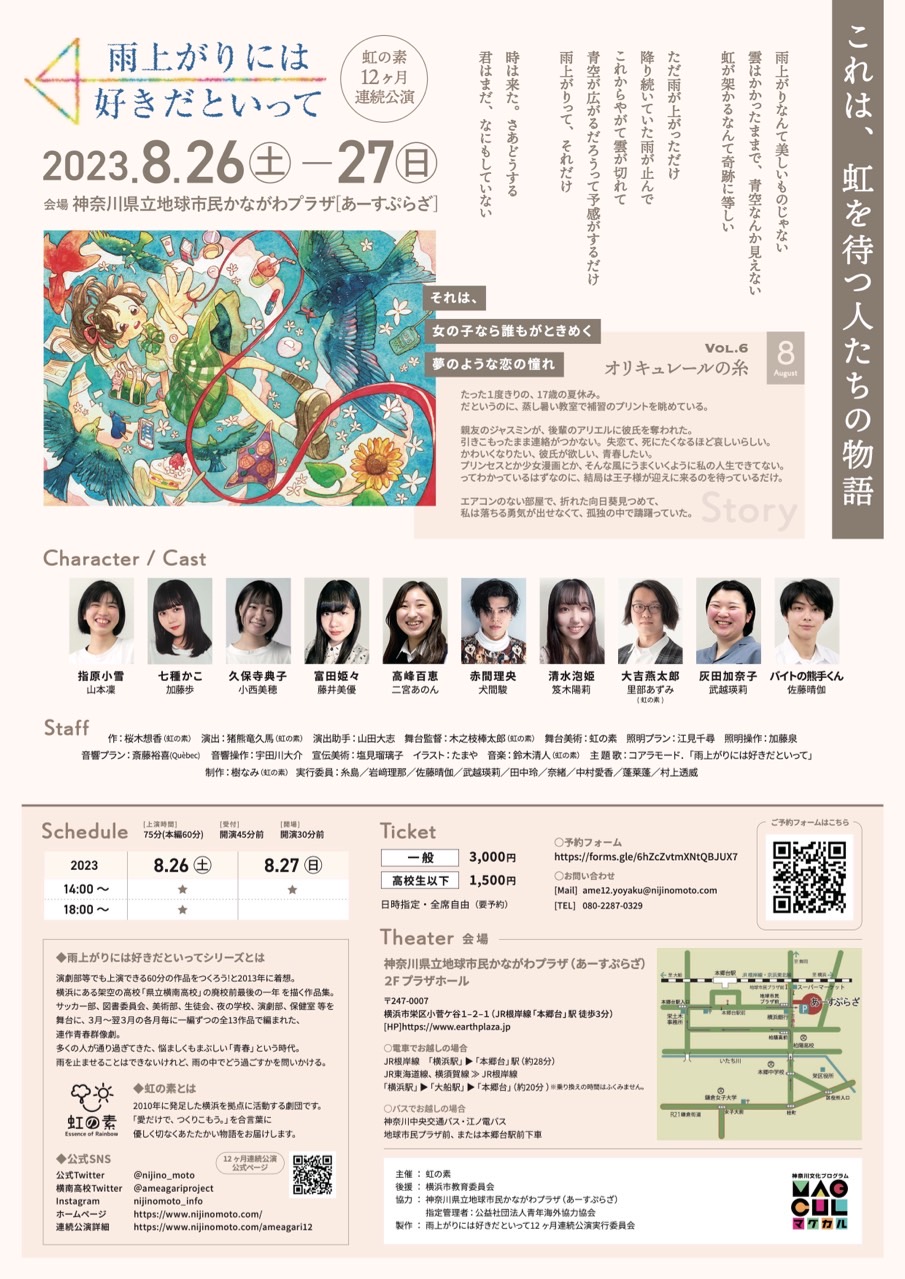 これは、虹を待つ人たちの物語
雨上がりには
好きだといって
虹の素
12ヶ月
連続公演
2023.8.26土—27日
会場 神奈川県立地球市民かながわプラザ[あーすぷらざ]
雨上がりなんて美しいものじゃない
雲はかかったままで、青空なんか見えない
虹が架かるなんて奇跡に等しい
ただ雨が上がっただけ
降り続いていた雨が止んで
これからやがて雲が切れて
青空が広がるだろうって予感がするだけ
雨上がりって、それだけ
時は来た。さあどうする
君はまだ、なにもしていない
それは、
女の子なら誰もがときめく
夢のような恋の憧れ
VOL.6
オリキュレールの糸
8
August
たった1度きりの、17歳の夏休み。
だというのに、蒸し暑い教室で補習のプリントを眺めている。
親友のジャスミンが、後輩のアリエルに彼氏を奪われた。
引きこもったまま連絡がつかない。失恋て、死にたくなるほど哀しいらしい。
かわいくなりたい、彼氏が欲しい、青春したい。
プリンセスとか少女漫画とか、そんな風にうまくいくように私の人生できてない。
ってわかっているはずなのに、結局は王子様が迎えに来るのを待っているだけ。
エアコンのない部屋で、折れた向日葵見つめて、
私は落ちる勇気が出せなくて、孤独の中で躊躇っていた。
Story
Character / Cast
指原小雪
山本凜
七種かこ
加藤歩
久保寺典子
小西美穂
富田姫々
藤井美優
高峰百恵
二宮あのん
赤間理央
犬間駿
清水泡姫
笈木陽莉
大吉燕太郎
里部あずみ
(虹の素)
灰田加奈子
武越瑛莉
バイトの熊手くん
佐藤晴伽
Staff
作:桜木想香(虹の素) 演出:猪熊竜久馬(虹の素) 演出助手:山田大志 舞台監督:木之枝棒太郎(虹の素) 舞台美術:虹の素 照明プラン:江見千尋 照明操作:加藤泉
音響プラン:斎藤裕喜(Québec) 音響操作:宇田川大介 宣伝美術:塩見瑠璃子 イラスト:たまや 音楽:鈴木清人(虹の素) 主題歌:コアラモード.「雨上がりには好きだといって」
制作:樹なみ(虹の素) 実行委員:糸島／岩﨑理那／佐藤晴伽／武越瑛莉／田中玲／奈緒／中村愛香／蓬莱蓬／村上透威
Schedule
[上演時間]
75分(本編60分)
[受付]
開演45分前
[開場]
開演30分前
2023 8.26 土 8.27 日
14:00～ ★ ★
18:00～ ★
Ticket
一般 3,000円
高校生以下 1,500円
日時指定・全席自由（要予約）
○予約フォーム
https://forms.gle/6hZcZvtmXNtQBJUX7
○お問い合わせ
[Mail] ame12.yoyaku@nijinomoto.com
[TEL] 080-2287-0329
ご予約フォームはこちら
◆雨上がりには好きだといってシリーズとは
演劇部等でも上演できる60分の作品をつくろう!と2013年に着想。
横浜にある架空の高校「県立横南高校」の廃校前最後の一年 を描く作品集。
サッカー部、図書委員会、美術部、生徒会、夜の学校、演劇部、保健室 等を
舞台に、3月～翌3月の各月毎に一編ずつの全13作品で編まれた、
連作青春群像劇。
多くの人が通り過ぎてきた、悩ましくもまぶしい「青春」という時代。
雨を止ませることはできないけれど、雨の中でどう過ごすかを問いかける。
虹の素
Essence of Rainbow
◆虹の素とは
2010年に発足した横浜を拠点に活動する劇団です。
「愛だけで、つくりこもう。」を合言葉に
優しく切なくあたたかい物語をお届けします。
◆公式SNS
公式Twitter @nijino_moto
横南高校Twitter @ameagariproject
Instagram nijinomoto_info
ホームページ https://www.nijinomoto.com/
連続公演詳細 https://www.nijinomoto.com/ameagari12
12ヶ月連続公演
公式ページ
Theater 会場
神奈川県立地球市民かながわプラザ（あーすぷらざ）
2F プラザホール
〒247-0007
横浜市栄区小菅ケ谷1-2-1（JR根岸線「本郷台」駅 徒歩3分）
[HP]https://www.earthplaza.jp
○電車でお越しの場合
JR根岸線 「横浜駅」▶「本郷台」駅（約28分）
JR東海道線、横須賀線 ≫ JR根岸線
「横浜駅」▶「大船駅」▶「本郷台」（約20分）※乗り換えの時間はふくみません。
○バスでお越しの場合
神奈川中央交通バス・江ノ電バス
地球市民プラザ前、または本郷台駅前下車
本郷台駅
スーパーマーケット
あーすぷらざ
本郷台駅前
栄土木
事務所
横浜銀行
柏陽高
いたち川
本郷中学校
栄区役所
鎌倉女子大学
女子大前
主催 : 虹の素
後援 : 横浜市教育委員会
協力 : 神奈川県立地球市民かながわプラザ（あーすぷらざ）
指定管理者：公益社団法人青年海外協力協会
製作 : 雨上がりには好きだといって12ヶ月連続公演実行委員会
神奈川文化プログラム
MAGCUL
マグカル